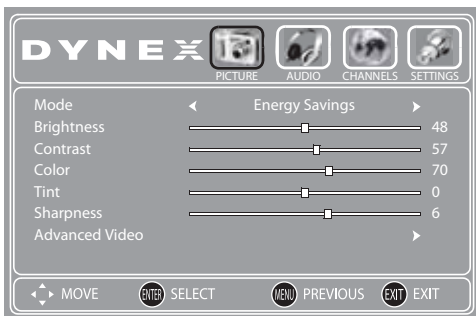 DYNEX
PICTURE AUDIO CHANNELS SETTINGS
Mode Energy Savings
Brightness 48
Contrast 57
Color 70
Tint 0
Sharpness 6
Advanced Video
MOVE ENTER SELECT MENU PREVIOUS EXIT EXIT